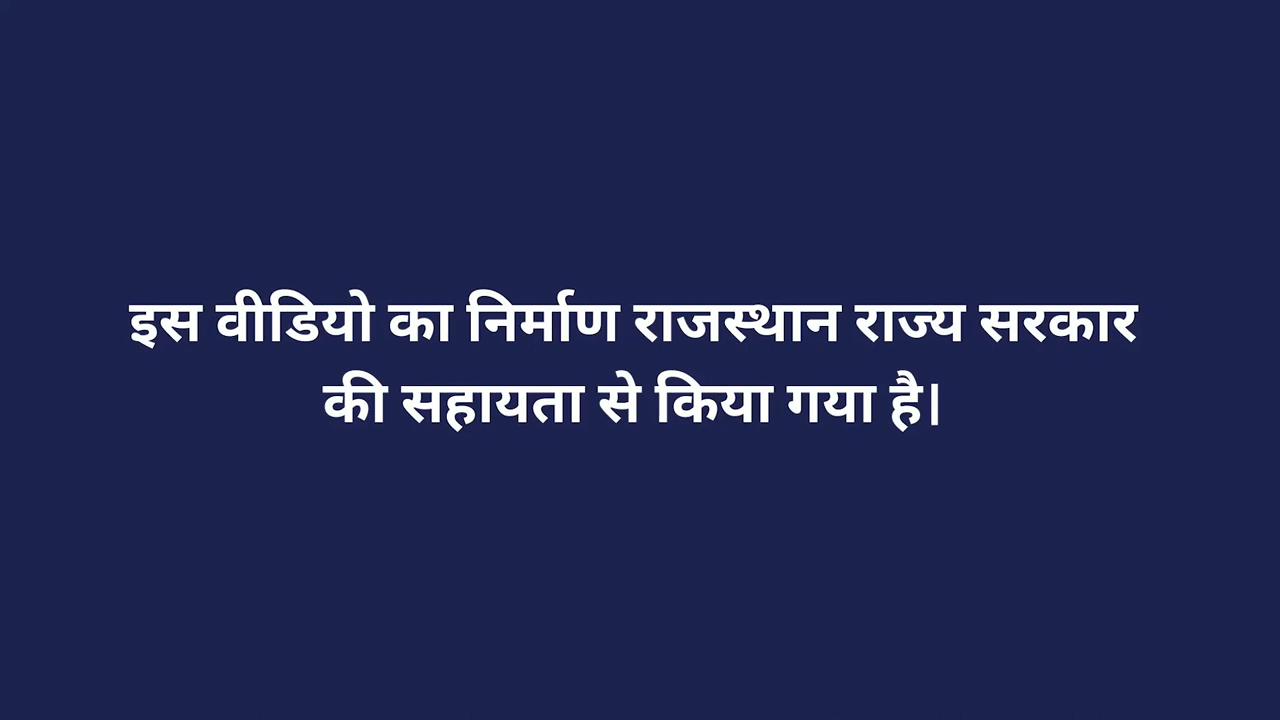 इस वीडियो का निर्माण राजस्थान राज्य सरकार
की सहायता से किया गया है।